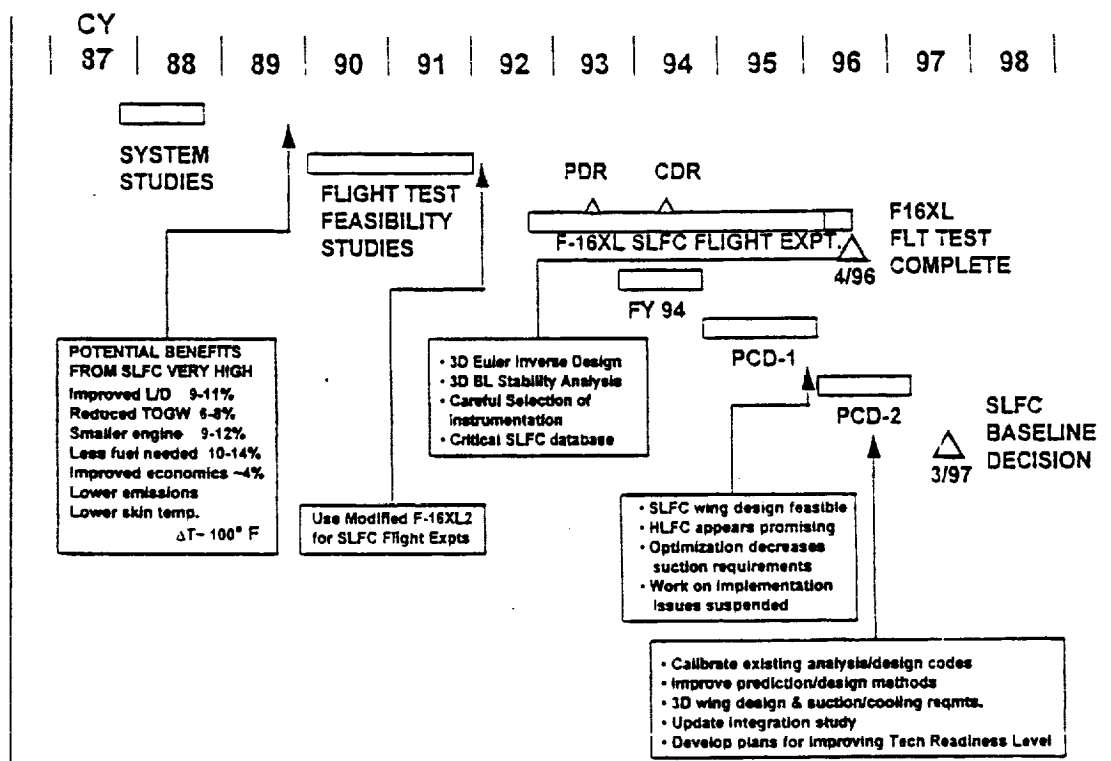 CY
87 88 89 90 91 92 93 94 95 96 97 98
SYSTEM
STUDIES
FLIGHT TEST
FEASIBILITY
STUDIES
PDR CDR
F-16XL SLFC FLIGHT EXPT.
4/96
F16XL
FLT TEST
COMPLETE
FY 94
PCD-1
PCD-2
3/97
SLFC
BASELINE
DECISION
POTENTIAL BENEFITS
FROM SLFC VERY HIGH
Improved L/D 9-11%
Reduced TOGW 6-8%
Smaller engine 9-12%
Less fuel needed 10-14%
Improved economics ~4%
Lower emissions
Lower skin temp.
ΔT~ 100° F
Use Modified F-16XL2
for SLFC Flight Expts
• 3D Euler Inverse Design
• 3D BL Stability Analysis
• Careful Selection of
Instrumentation
• Critical SLFC database
• SLFC wing design feasible
• HLFC appears promising
• Optimization decreases
suction requirements
• Work on implementation
issues suspended
• Calibrate existing analysis/design codes
• Improve prediction/design methods
• 3D wing design & suction/cooling reqmts.
• Update integration study
• Develop plans for improving Tech Readiness Level